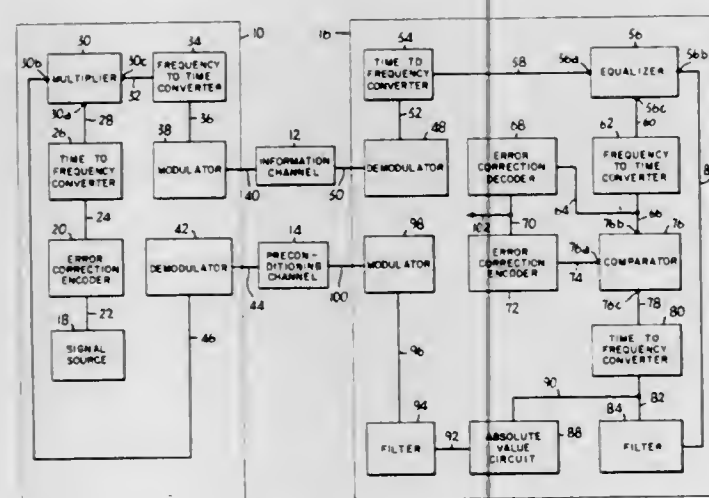 30
34
10
16
54
56
30b
MULTIPLIER
30c
FREQUENCY
TO TIME
CONVERTER
32
TIME TO
FREQUENCY
CONVERTER
58
56a
EQUALIZER
56b
30a
28
36
52
56c
60
26
TIME TO
FREQUENCY
CONVERTER
38
MODULATOR
12
INFORMATION
CHANNEL
48
DEMODULATOR
68
ERROR
CORRECTION
DECODER
62
FREQUENCY
TO TIME
CONVERTER
140
50
24
64
66
102
70
76b
20
ERROR
CORRECTION
ENCODER
42
DEMODULATOR
14
PRECON-
DITIONING
CHANNEL
98
MODULATOR
ERROR
CORRECTION
ENCODER
76a
76
COMPARATOR
44
100
72
74
76c
78
22
18
SIGNAL
SOURCE
46
96
80
TIME TO
FREQUENCY
CONVERTER
90
82
94
FILTER
92
ABSOLUTE
VALUE
CIRCUIT
88
84
FILTER